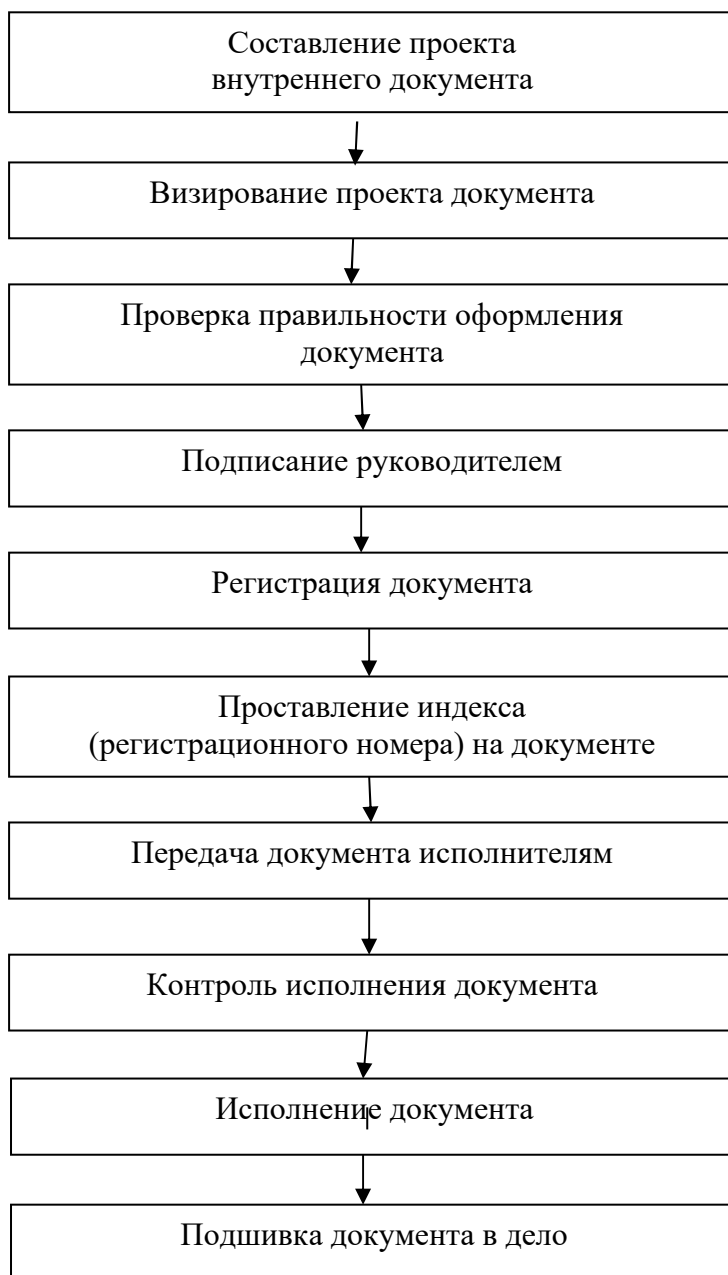 Составление проекта
внутреннего документа
Визирование проекта документа
Проверка правильности оформления
документа
Подписание руководителем
Регистрация документа
Проставление индекса
(регистрационного номера) на документе
Передача документа исполнителям
Контроль исполнения документа
Исполнение документа
Подшивка документа в дело